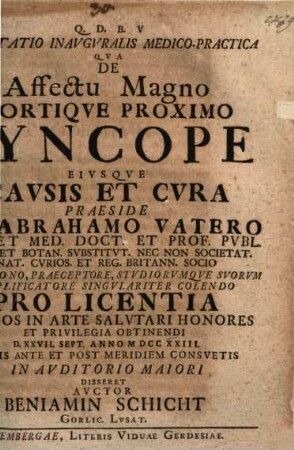 Q. D. B. V
TATIO INAVGVRALIS MEDICO-PRACTICA
QVA
DE
Affectu Magno
ORTIQVE PROXIMO
YNCOPE
EIVSQVE
CAVSIS ET CVRA
PRAESIDE
ABRAHAMO VATERO
ET MED. DOCT. ET PROF. PVBL.
ET BOTAN. SVBSTITVT. NEC NON SOCIETAT.
NAT. CVRIOS. ET REG. BRITANN. SOCIO
ONO, PRAECEPTORE, STVDIORVMQVE SVORVM
PLIFICATORE SINGVLARITER COLENDO
PRO LICENTIA
OS IN ARTE SALVTARI HONORES
ET PRIVILEGIA OBTINENDI
D. XXVII. SEPT. ANNO MDCC XXIII.
IS ANTE ET POST MERIDIEM CONSVETIS
IN AVDITORIO MAIORI
DISSERET
AVCTOR
BENIAMIN SCHICHT
GORLIC. LVSAT.
EMBERGAE, LITERIS VIDVAE GERDESIAE.